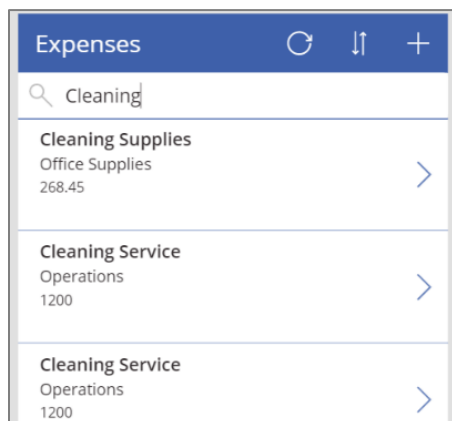 Expenses
Cleaning
Cleaning Supplies
Office Supplies
268.45
Cleaning Service
Operations
1200
Cleaning Service
Operations
1200